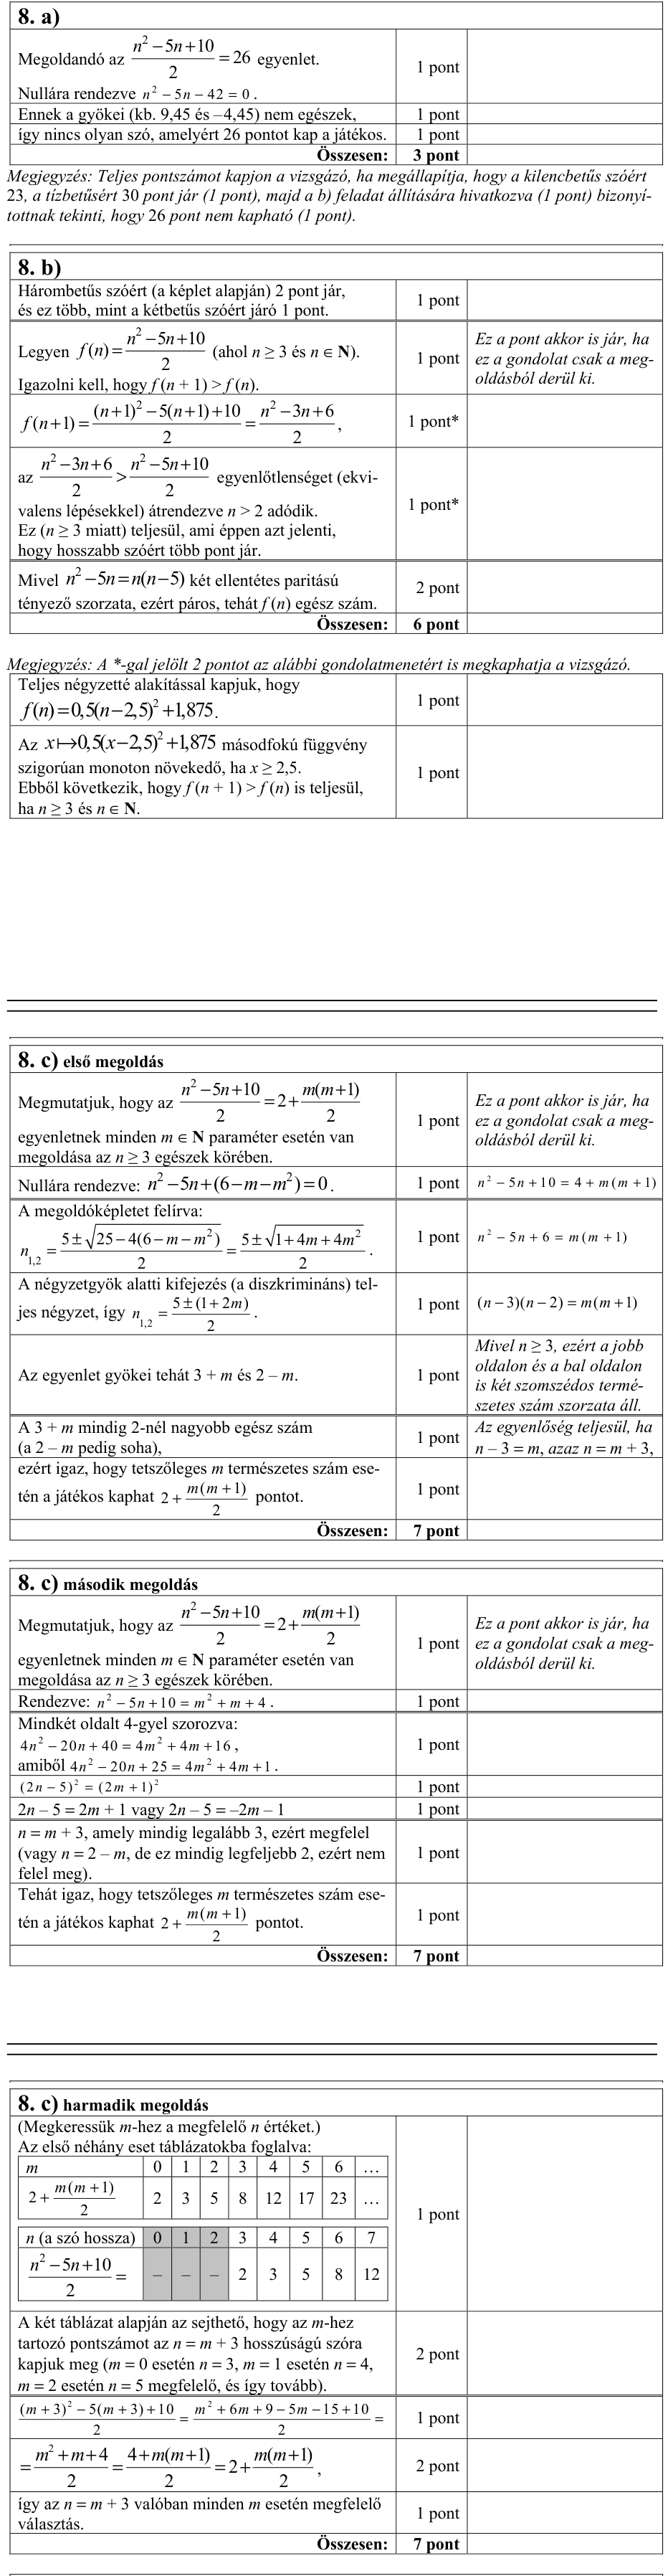 8. a)
Megoldandó az (n² − 5n + 10)/2 = 26 egyenlet.
Nullára rendezve n² − 5n − 42 = 0 .
1 pont
Ennek a gyökei (kb. 9,45 és –4,45) nem egészek,
1 pont
így nincs olyan szó, amelyért 26 pontot kap a játékos.
1 pont
Összesen: 3 pont
Megjegyzés: Teljes pontszámot kapjon a vizsgázó, ha megállapítja, hogy a kilencbetűs szóért
23, a tízbetűsért 30 pont jár (1 pont), majd a b) feladat állítására hivatkozva (1 pont) bizonyí-
tottnak tekinti, hogy 26 pont nem kapható (1 pont).
8. b)
Hárombetűs szóért (a képlet alapján) 2 pont jár,
és ez több, mint a kétbetűs szóért járó 1 pont.
1 pont
Legyen f(n) = (n² − 5n + 10)/2 (ahol n ≥ 3 és n ∈ N).
Igazolni kell, hogy f (n + 1) > f (n).
1 pont
Ez a pont akkor is jár, ha
ez a gondolat csak a meg-
oldásból derül ki.
f(n+1) = ((n+1)² − 5(n+1) + 10)/2 = (n² − 3n + 6)/2 ,
1 pont*
az (n² − 3n + 6)/2 > (n² − 5n + 10)/2 egyenlőtlenséget (ekvi-
valens lépésekkel) átrendezve n > 2 adódik.
Ez (n ≥ 3 miatt) teljesül, ami éppen azt jelenti,
hogy hosszabb szóért több pont jár.
1 pont*
Mivel n² − 5n = n(n−5) két ellentétes paritású
tényező szorzata, ezért páros, tehát f (n) egész szám.
2 pont
Összesen: 6 pont
Megjegyzés: A *-gal jelölt 2 pontot az alábbi gondolatmenetért is megkaphatja a vizsgázó.
Teljes négyzetté alakítással kapjuk, hogy
f(n) = 0,5(n−2,5)² + 1,875.
1 pont
Az x ↦ 0,5(x−2,5)² + 1,875 másodfokú függvény
szigorúan monoton növekedő, ha x ≥ 2,5.
Ebből következik, hogy f (n + 1) > f (n) is teljesül,
ha n ≥ 3 és n ∈ N.
1 pont
8. c) első megoldás
Megmutatjuk, hogy az (n² − 5n + 10)/2 = 2 + m(m+1)/2
egyenletnek minden m ∈ N paraméter esetén van
megoldása az n ≥ 3 egészek körében.
1 pont
Ez a pont akkor is jár, ha
ez a gondolat csak a meg-
oldásból derül ki.
Nullára rendezve: n² − 5n + (6 − m − m²) = 0 .
1 pont
n² − 5n + 10 = 4 + m(m + 1)
A megoldóképletet felírva:
n₁,₂ = (5 ± √(25 − 4(6 − m − m²)))/2 = (5 ± √(1 + 4m + 4m²))/2 .
1 pont
n² − 5n + 6 = m(m + 1)
A négyzetgyök alatti kifejezés (a diszkrimináns) tel-
jes négyzet, így n₁,₂ = (5 ± (1 + 2m))/2 .
1 pont
(n − 3)(n − 2) = m(m + 1)
Az egyenlet gyökei tehát 3 + m és 2 – m.
1 pont
Mivel n ≥ 3, ezért a jobb
oldalon és a bal oldalon
is két szomszédos termé-
szetes szám szorzata áll.
A 3 + m mindig 2-nél nagyobb egész szám
(a 2 – m pedig soha),
1 pont
Az egyenlőség teljesül, ha
n – 3 = m, azaz n = m + 3,
ezért igaz, hogy tetszőleges m természetes szám ese-
tén a játékos kaphat 2 + m(m + 1)/2 pontot.
1 pont
Összesen: 7 pont
8. c) második megoldás
Megmutatjuk, hogy az (n² − 5n + 10)/2 = 2 + m(m+1)/2
egyenletnek minden m ∈ N paraméter esetén van
megoldása az n ≥ 3 egészek körében.
1 pont
Ez a pont akkor is jár, ha
ez a gondolat csak a meg-
oldásból derül ki.
Rendezve: n² − 5n + 10 = m² + m + 4 .
1 pont
Mindkét oldalt 4-gyel szorozva:
4n² − 20n + 40 = 4m² + 4m + 16 ,
amiből 4n² − 20n + 25 = 4m² + 4m + 1 .
1 pont
(2n − 5)² = (2m + 1)²
1 pont
2n – 5 = 2m + 1 vagy 2n – 5 = –2m – 1
1 pont
n = m + 3, amely mindig legalább 3, ezért megfelel
(vagy n = 2 – m, de ez mindig legfeljebb 2, ezért nem
felel meg).
1 pont
Tehát igaz, hogy tetszőleges m természetes szám ese-
tén a játékos kaphat 2 + m(m + 1)/2 pontot.
1 pont
Összesen: 7 pont
8. c) harmadik megoldás
(Megkeressük m-hez a megfelelő n értéket.)
Az első néhány eset táblázatokba foglalva:
m 0 1 2 3 4 5 6 …
2 + m(m + 1)/2 2 3 5 8 12 17 23 …
n (a szó hossza) 0 1 2 3 4 5 6 7
(n² − 5n + 10)/2 = – – – 2 3 5 8 12
1 pont
A két táblázat alapján az sejthető, hogy az m-hez
tartozó pontszámot az n = m + 3 hosszúságú szóra
kapjuk meg (m = 0 esetén n = 3, m = 1 esetén n = 4,
m = 2 esetén n = 5 megfelelő, és így tovább).
2 pont
((m + 3)² − 5(m + 3) + 10)/2 = (m² + 6m + 9 − 5m − 15 + 10)/2 =
1 pont
= (m² + m + 4)/2 = (4 + m(m+1))/2 = 2 + m(m+1)/2 ,
2 pont
így az n = m + 3 valóban minden m esetén megfelelő
választás.
1 pont
Összesen: 7 pont